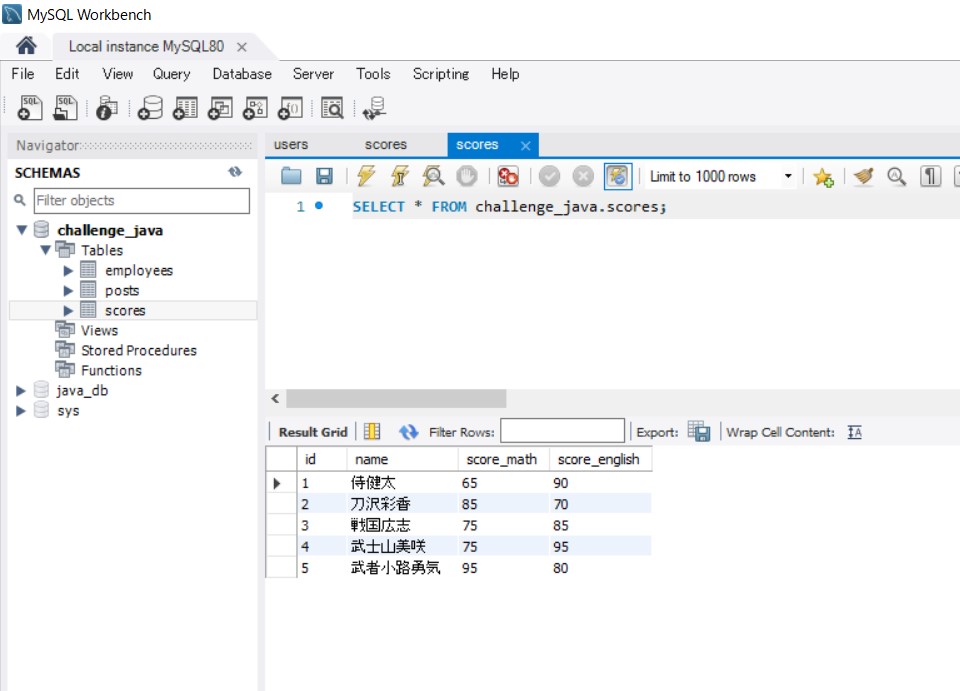 MySQL Workbench
Local instance MySQL80
File Edit View Query Database Server Tools Scripting Help
Navigator
SCHEMAS
Filter objects
challenge_java
Tables
employees
posts
scores
Views
Stored Procedures
Functions
java_db
sys
users scores scores
Limit to 1000 rows
1 SELECT * FROM challenge_java.scores;
Result Grid Filter Rows: Export: Wrap Cell Content: IA
id name score_math score_english
1 侍健太 65 90
2 刀沢彩香 85 70
3 戦国広志 75 85
4 武士山美咲 75 95
5 武者小路勇気 95 80